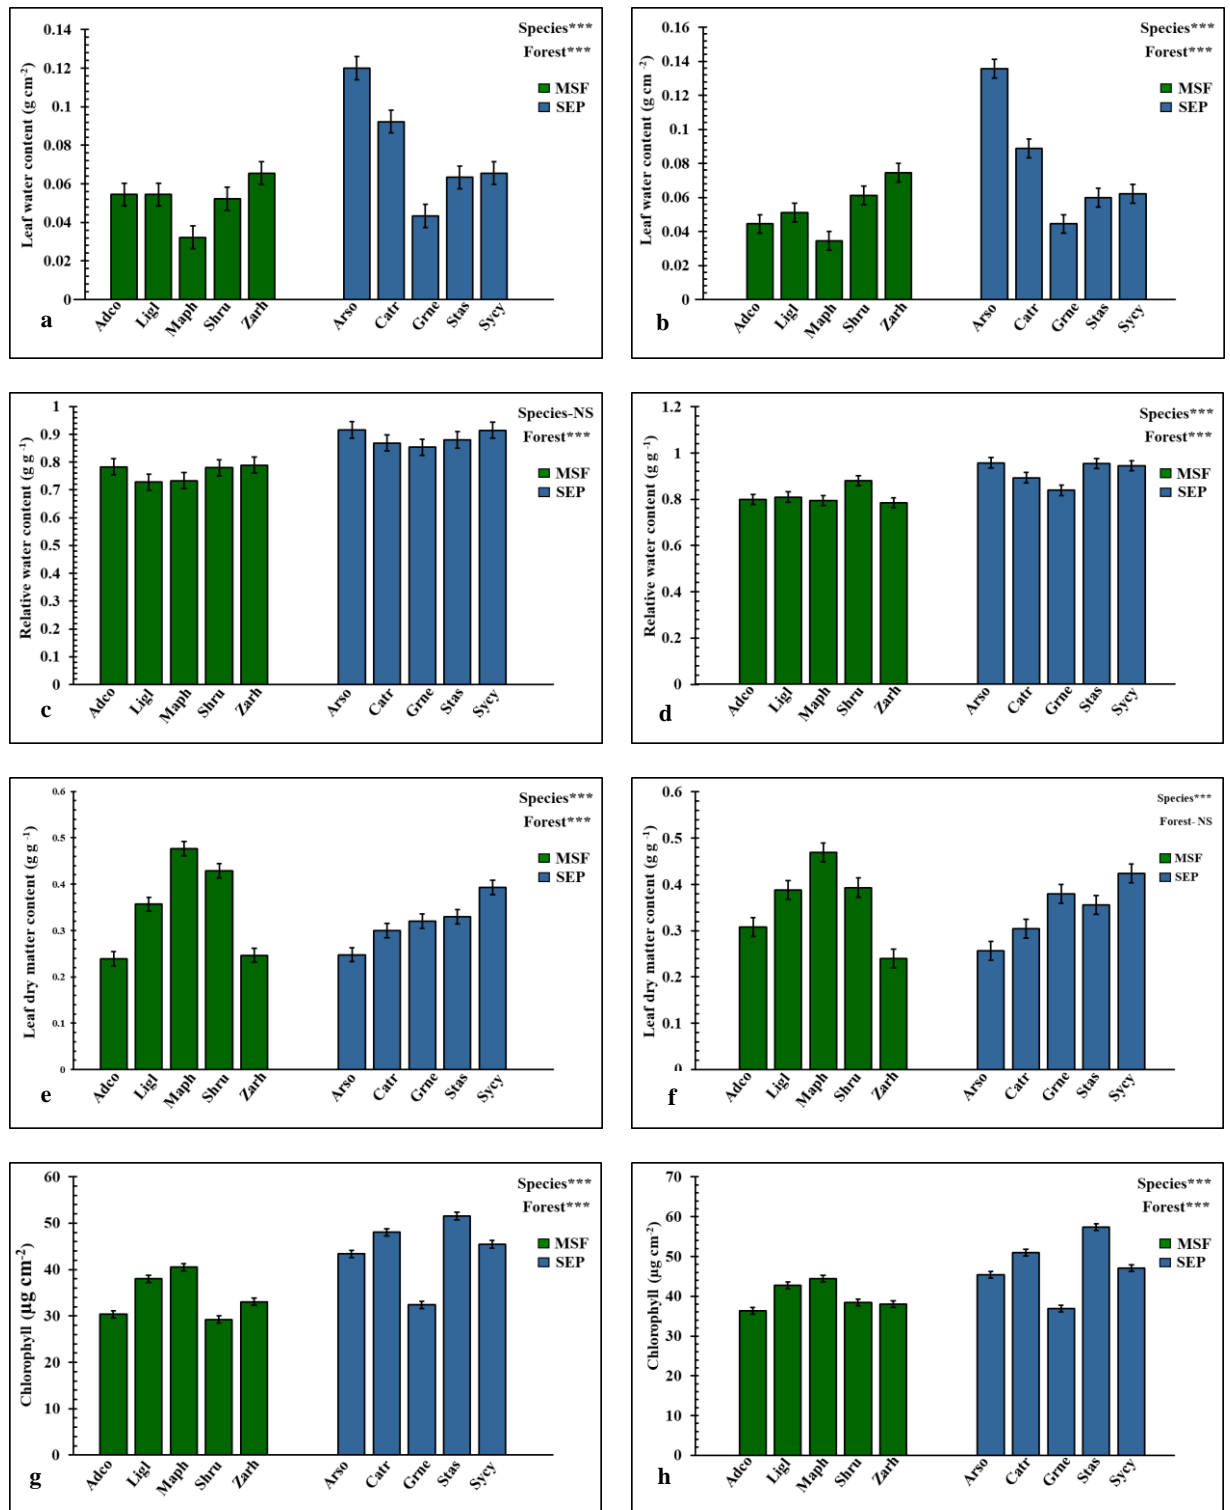 0.14
0.12
0.1
0.08
0.06
0.04
0.02
0
Leaf water content (g cm⁻²)
Species***
Forest***
MSF
SEP
Adco Ligl Maph Shru Zarh Arso Catr Grne Stas Sycy
a
0.16
0.14
0.12
0.1
0.08
0.06
0.04
0.02
0
Leaf water content (g cm⁻²)
Species***
Forest***
MSF
SEP
Adco Ligl Maph Shru Zarh Arso Catr Grne Stas Sycy
b
1
0.9
0.8
0.7
0.6
0.5
0.4
0.3
0.2
0.1
0
Relative water content (g g⁻¹)
Species-NS
Forest***
MSF
SEP
Adco Ligl Maph Shru Zarh Arso Catr Grne Stas Sycy
c
1.2
1
0.8
0.6
0.4
0.2
0
Relative water content (g g⁻¹)
Species***
Forest***
MSF
SEP
Adco Ligl Maph Shru Zarh Arso Catr Grne Stas Sycy
d
0.6
0.5
0.4
0.3
0.2
0.1
0
Leaf dry matter content (g g⁻¹)
Species***
Forest***
MSF
SEP
Adco Ligl Maph Shru Zarh Arso Catr Grne Stas Sycy
e
0.6
0.5
0.4
0.3
0.2
0.1
0
Leaf dry matter content (g g⁻¹)
Species***
Forest- NS
MSF
SEP
Adco Ligl Maph Shru Zarh Arso Catr Grne Stas Sycy
f
60
50
40
30
20
10
0
Chlorophyll (µg cm⁻²)
Species***
Forest***
MSF
SEP
Adco Ligl Maph Shru Zarh Arso Catr Grne Stas Sycy
g
70
60
50
40
30
20
10
0
Chlorophyll (µg cm⁻²)
Species***
Forest***
MSF
SEP
Adco Ligl Maph Shru Zarh Arso Catr Grne Stas Sycy
h